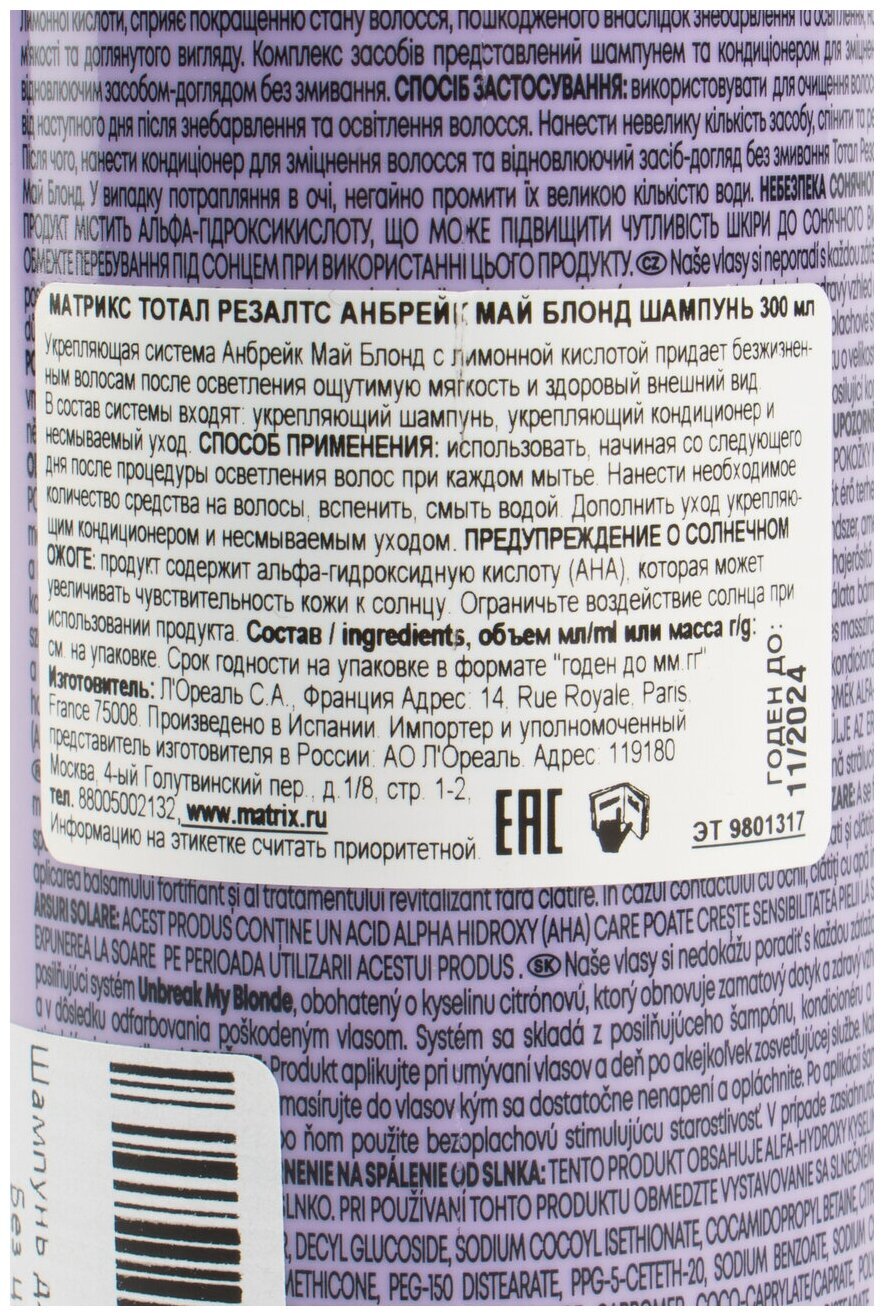 лимонної кислоти, сприяє покращенню стану волосся, пошкодженого внаслідок знебарвлення та освітлення,
м'якості та доглянутого вигляду. Комплекс засобів представлений шампунем та кондиціонером для
відновлюючим засобом-доглядом без змивання. СПОСІБ ЗАСТОСУВАННЯ: використовувати для очищення
від наступного дня після знебарвлення та освітлення волосся. Нанести невелику кількість засобу, спінити та
Після чого, нанести кондиціонер для зміцнення волосся та відновлюючий засіб-догляд без змивання Тотал
Май Блонд. У випадку потрапляння в очі, негайно промити їх великою кількістю води. НЕБЕЗПЕКА
ПРОДУКТ МІСТИТЬ АЛЬФА-ГІДРОКСИКИСЛОТУ, ЩО МОЖЕ ПІДВИЩИТИ ЧУТЛИВІСТЬ ШКІРИ ДО СОНЯЧНОГО
ОБМЕЖТЕ ПЕРЕБУВАННЯ ПІД СОНЦЕМ ПРИ ВИКОРИСТАННІ ЦЬОГО ПРОДУКТУ. CZ Naše vlasy si neporadí s každou
МАТРИКС ТОТАЛ РЕЗАЛТС АНБРЕЙК МАЙ БЛОНД ШАМПУНЬ 300 мл
Укрепляющая система Анбрейк Май Блонд с лимонной кислотой придает безжизнен-
ным волосам после осветления ощутимую мягкость и здоровый внешний вид.
В состав системы входят: укрепляющий шампунь, укрепляющий кондиционер и
несмываемый уход. СПОСОБ ПРИМЕНЕНИЯ: использовать, начиная со следующего
дня после процедуры осветления волос при каждом мытье. Нанести необходимое
количество средства на волосы, вспенить, смыть водой. Дополнить уход укрепляю-
щим кондиционером и несмываемым уходом. ПРЕДУПРЕЖДЕНИЕ О СОЛНЕЧНОМ
ОЖОГЕ: продукт содержит альфа-гидроксидную кислоту (АНА), которая может
увеличивать чувствительность кожи к солнцу. Ограничьте воздействие солнца при
использовании продукта. Состав / ingredients, объем мл/ml или масса г/g:
см. на упаковке. Срок годности на упаковке в формате "годен до мм.гг"
Изготовитель: Л'Ореаль С.А., Франция Адрес: 14, Rue Royale, Paris,
France 75008. Произведено в Испании. Импортер и уполномоченный
представитель изготовителя в России: АО Л'Ореаль. Адрес: 119180
Москва, 4-ый Голутвинский пер., д.1/8, стр. 1-2,
тел. 88005002132, www.matrix.ru
Информацию на этикетке считать приоритетной.
EAC
ЭТ 9801317
ГОДЕН ДО:
11/2024
aplicarea balsamului fortifiant și al tratamentului revitalizant fără clătire. În cazul contactului cu ochii, clătiți cu apă
ARSURI SOLARE: ACEST PRODUS CONȚINE UN ACID ALPHA HIDROXY (AHA) CARE POATE CREȘTE SENSIBILITATEA PIELII LA
EXPUNEREA LA SOARE PE PERIOADA UTILIZARII ACESTUI PRODUS. SK Naše vlasy si nedokážu poradiť s každou
posilňujúci systém Unbreak My Blonde, obohatený o kyselinu citrónovú, ktorý obnovuje zamatový dotyk a zdravý
a v dôsledku odfarbovania poškodeným vlasom. Systém sa skladá z posilňujúceho šampónu, kondicionéru
Produkt aplikujte pri umývaní vlasov a deň po akejkoľvek zosvetľujúcej službe.
masírujte do vlasov kým sa dostatočne nenapení a opláchnite. Po aplikácii
po ňom použite bezoplachovú stimulujúcu starostlivosť. V prípade
NA SPÁLENIE OD SLNKA: TENTO PRODUKT OBSAHUJE ALFA-HYDROXY
SLNKO. PRI POUŽÍVANÍ TOHTO PRODUKTU OBMEDZTE VYSTAVOVANIE SA
DECYL GLUCOSIDE, SODIUM COCOYL ISETHIONATE, COCAMIDOPROPYL BETAINE,
PEG-150 DISTEARATE, PPG-5-CETETH-20, SODIUM BENZOATE, SODIUM
COCO-CAPRYLATE/CAPRATE,
Шампунь
без